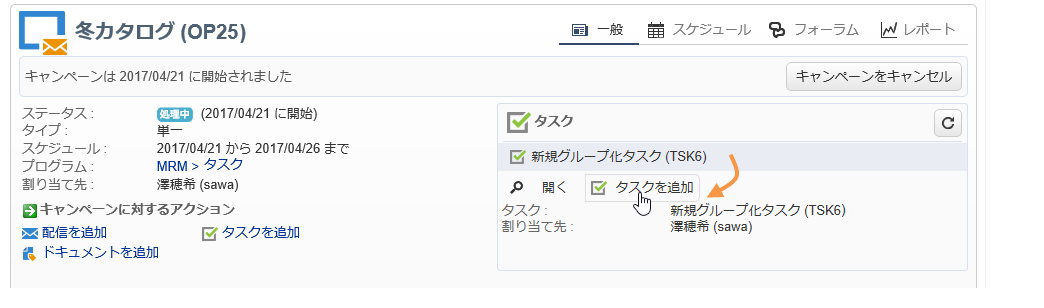 冬カタログ (OP25)
一般 スケジュール フォーラム レポート
キャンペーンは 2017/04/21 に開始されました
キャンペーンをキャンセル
ステータス : 処理中 (2017/04/21 に開始)
タイプ : 単一
スケジュール : 2017/04/21 から 2017/04/26 まで
プログラム : MRM > タスク
割り当て先 : 澤穂希 (sawa)
キャンペーンに対するアクション
配信を追加 タスクを追加
ドキュメントを追加
タスク
新規グループ化タスク (TSK6)
開く タスクを追加
タスク : 新規グループ化タスク (TSK6)
割り当て先 : 澤穂希 (sawa)